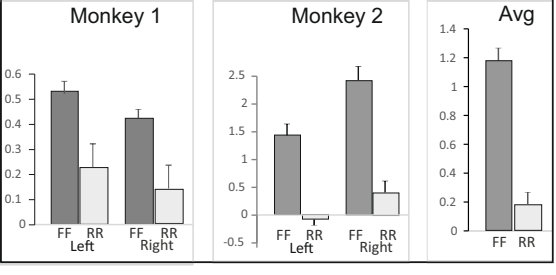 Monkey 1
0.6
0.5
0.4
0.3
0.2
0.1
0
FF RR FF RR
Left Right
Monkey 2
2.5
2
1.5
1
0.5
0
-0.5
FF RR FF RR
Left Right
Avg
1.4
1.2
1
0.8
0.6
0.4
0.2
0
FF RR